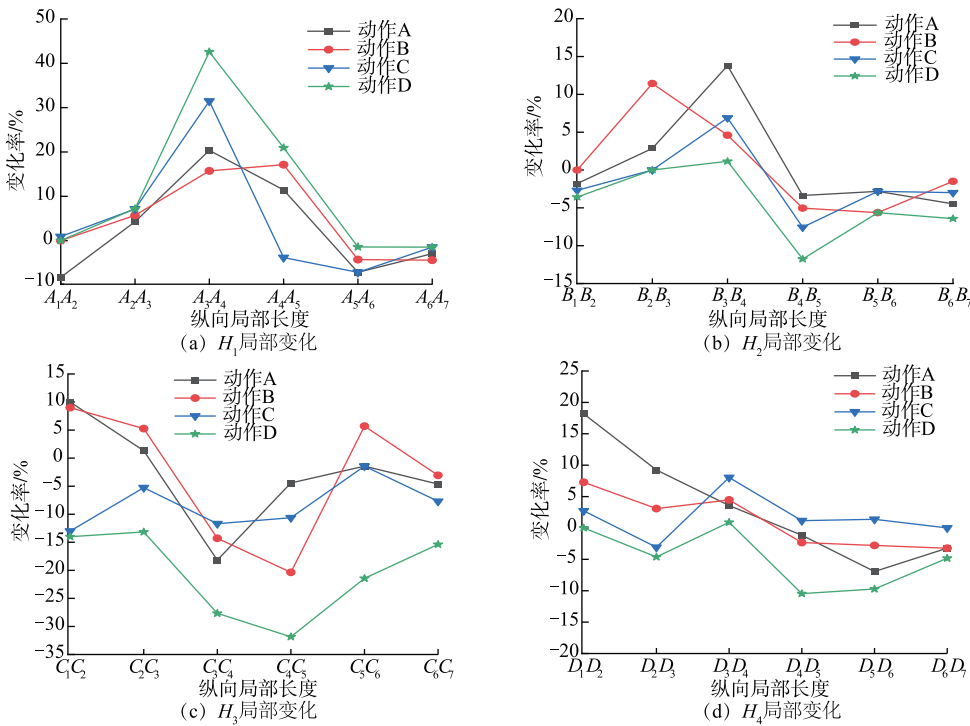 50
40
30
20
10
0
−10
变化率/%
动作A
动作B
动作C
动作D
A₁A₂ A₂A₃ A₃A₄ A₄A₅ A₅A₆ A₆A₇
纵向局部长度
(a) H₁局部变化
20
15
10
5
0
−5
−10
−15
变化率/%
动作A
动作B
动作C
动作D
B₁B₂ B₂B₃ B₃B₄ B₄B₅ B₅B₆ B₆B₇
纵向局部长度
(b) H₂局部变化
15
10
5
0
−5
−10
−15
−20
−25
−30
−35
变化率/%
动作A
动作B
动作C
动作D
C₁C₂ C₂C₃ C₃C₄ C₄C₅ C₅C₆ C₆C₇
纵向局部长度
(c) H₃局部变化
25
20
15
10
5
0
−5
−10
−15
−20
变化率/%
动作A
动作B
动作C
动作D
D₁D₂ D₂D₃ D₃D₄ D₄D₅ D₅D₆ D₆D₇
纵向局部长度
(d) H₄局部变化